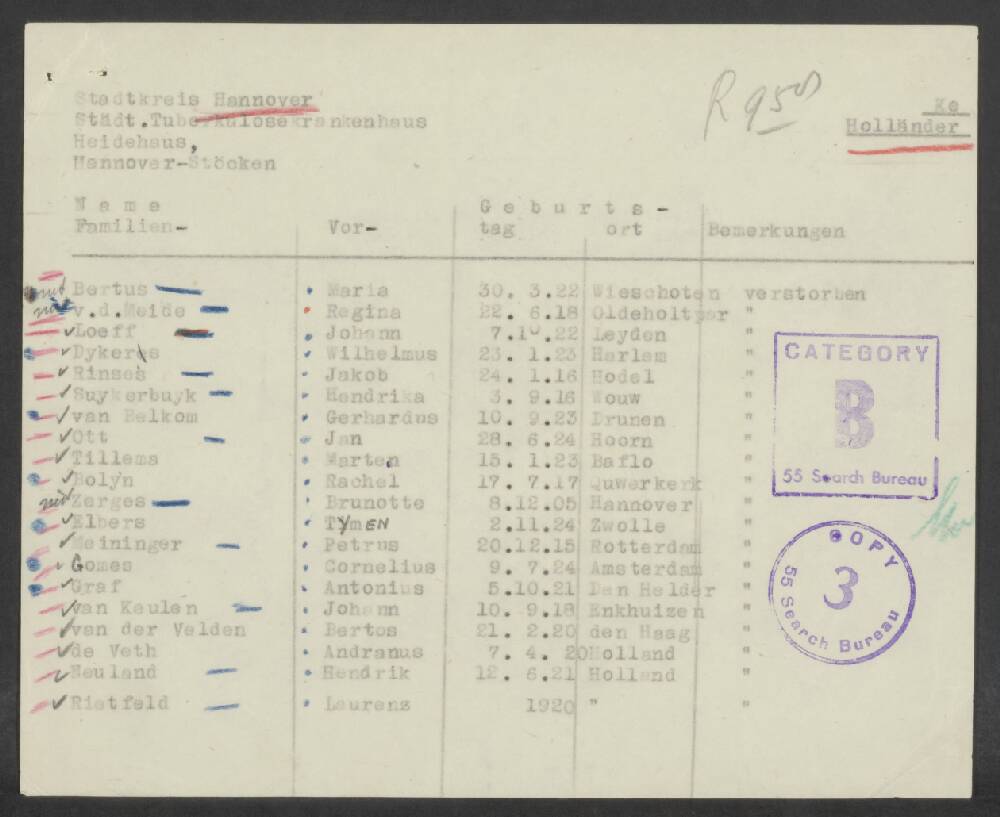 R 950
Ke
Stadtkreis Hannover
Holländer
Städt.Tuberkulosekrankenhaus
Heidehaus,
Hannover-Stöcken
Name Geburts-
Familien- Vor- tag ort Bemerkungen
Bertus Maria 30. 3.22 Wieschoten verstorben
v.d.Meide Regina 22. 6.18 Oldeholtpar "
Loeff Johann 7.10.22 Leyden "
Dykeres Wilhelmus 23. 1.23 Harlem "
Rinses Jakob 24. 1.16 Hodel "
Suykerbuyk Hendrika 3. 9.16 Wouw "
van Belkom Gerhardus 10. 9.23 Drunen "
Ott Jan 28. 6.24 Hoorn "
Tillems Marten 15. 1.23 Baflo "
Bolyn Rachel 17. 7.17 Quwerkerk "
Zerges Brunotte 8.12.05 Hannover "
Elbers TYMEN 2.11.24 Zwolle "
Meininger Petrus 20.12.15 Rotterdam "
Gomes Cornelius 9. 7.24 Amsterdam "
Graf Antonius 5.10.21 Den Helder "
van Keulen Johann 10. 9.18 Enkhuizen "
van der Velden Bertos 21. 2.20 den Haag "
de Veth Andranus 7. 4. 20 Holland "
Neuland Hendrik 12. 6.21 Holland "
Rietfeld Laurens 1920 " "
CATEGORY
B
55 Search Bureau
COPY
3
55 Search Bureau